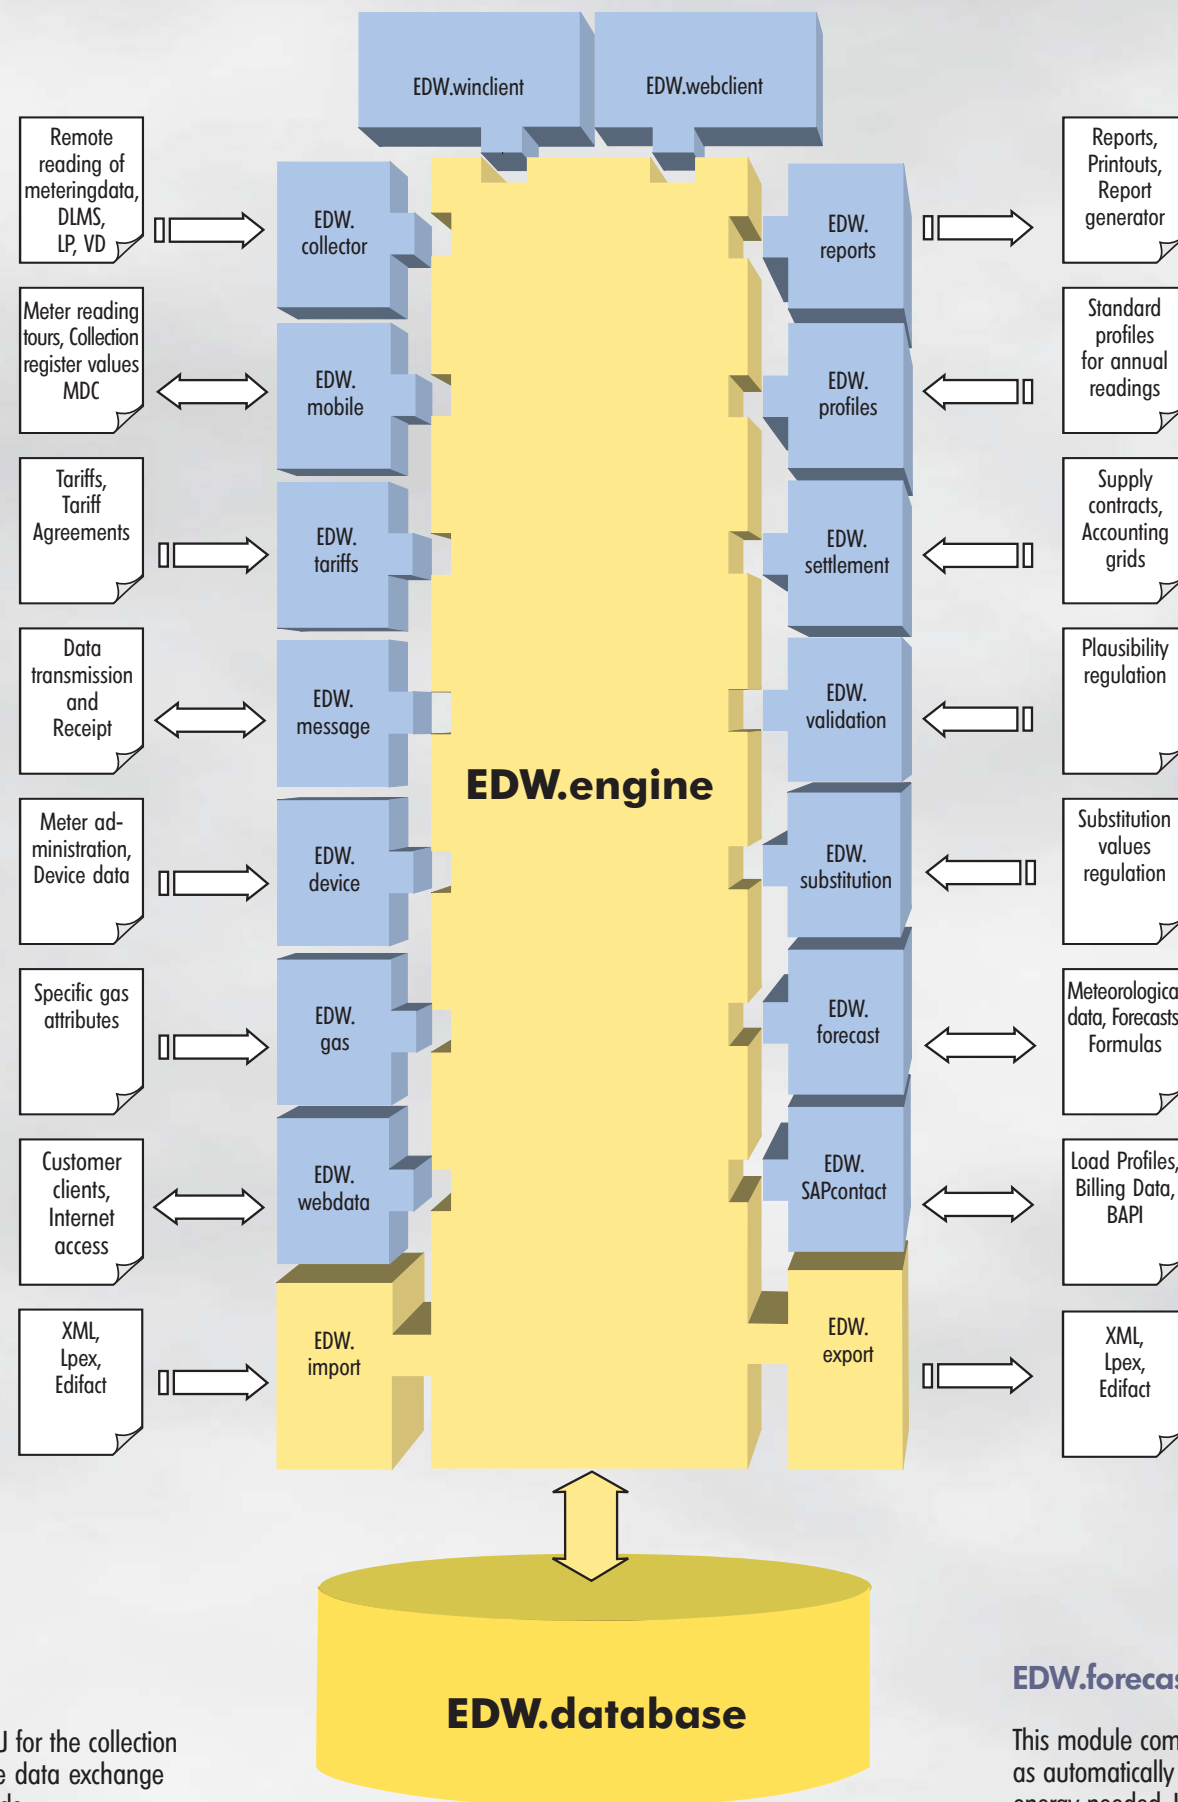 EDW.winclient
EDW.webclient
Remote
reading of
meteringdata,
DLMS,
LP, VD
EDW.
collector
EDW.
reports
Reports,
Printouts,
Report
generator
Meter reading
tours, Collection
register values
MDC
EDW.
mobile
EDW.
profiles
Standard
profiles
for annual
readings
Tariffs,
Tariff
Agreements
EDW.
tariffs
EDW.
settlement
Supply
contracts,
Accounting
grids
Data
transmission
and
Receipt
EDW.
message
EDW.
validation
Plausibility
regulation
EDW.engine
Meter ad-
ministration,
Device data
EDW.
device
EDW.
substitution
Substitution
values
regulation
Specific gas
attributes
EDW.
gas
EDW.
forecast
Meteorologica
data, Forecasts
Formulas
Customer
clients,
Internet
access
EDW.
webdata
EDW.
SAPcontact
Load Profiles,
Billing Data,
BAPI
XML,
Lpex,
Edifact
EDW.
import
EDW.
export
XML,
Lpex,
Edifact
EDW.database
J for the collection
e data exchange
EDW.forecas
This module com
as automatically